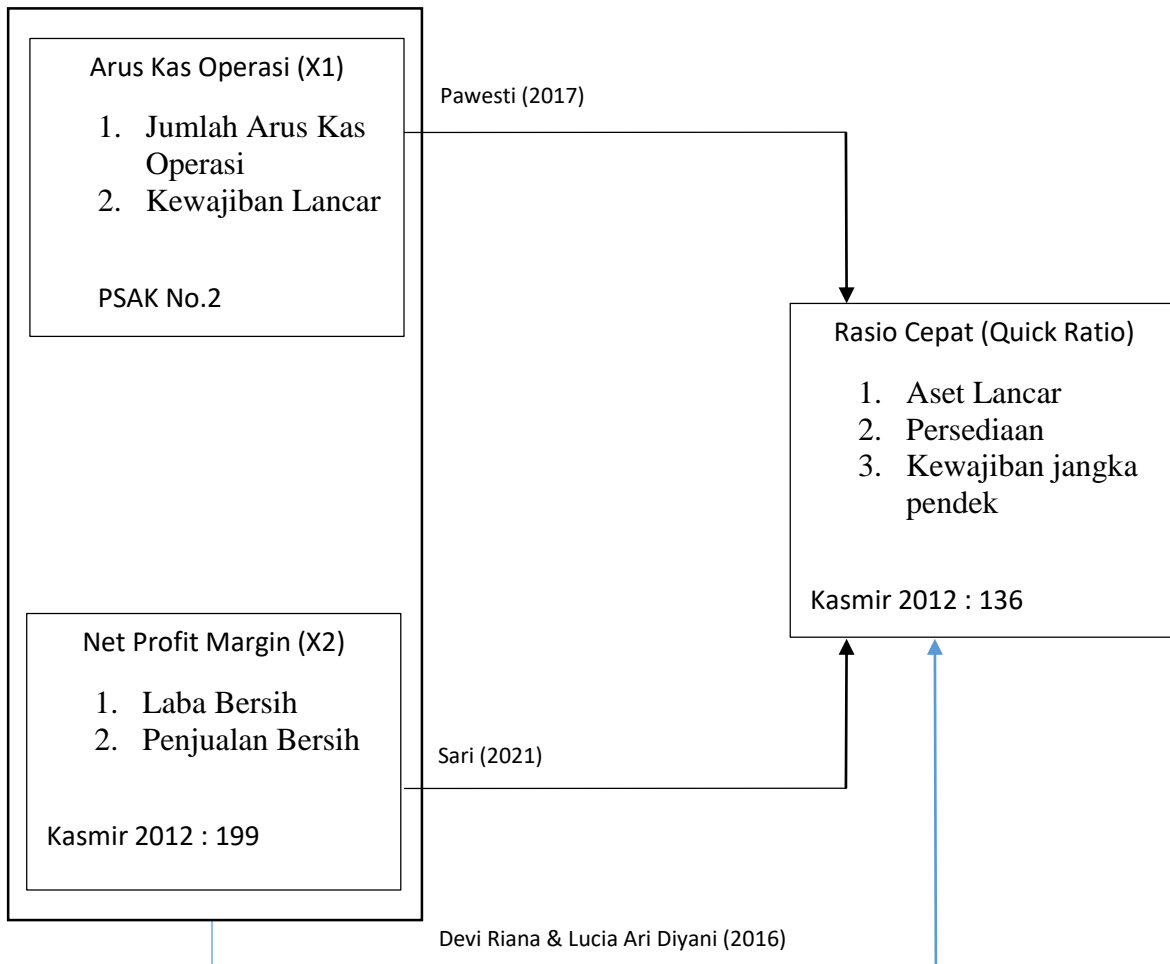 Arus Kas Operasi (X1)
1. Jumlah Arus Kas
Operasi
2. Kewajiban Lancar
PSAK No.2
Pawesti (2017)
Rasio Cepat (Quick Ratio)
1. Aset Lancar
2. Persediaan
3. Kewajiban jangka
pendek
Kasmir 2012 : 136
Net Profit Margin (X2)
1. Laba Bersih
2. Penjualan Bersih
Kasmir 2012 : 199
Sari (2021)
Devi Riana & Lucia Ari Diyani (2016)